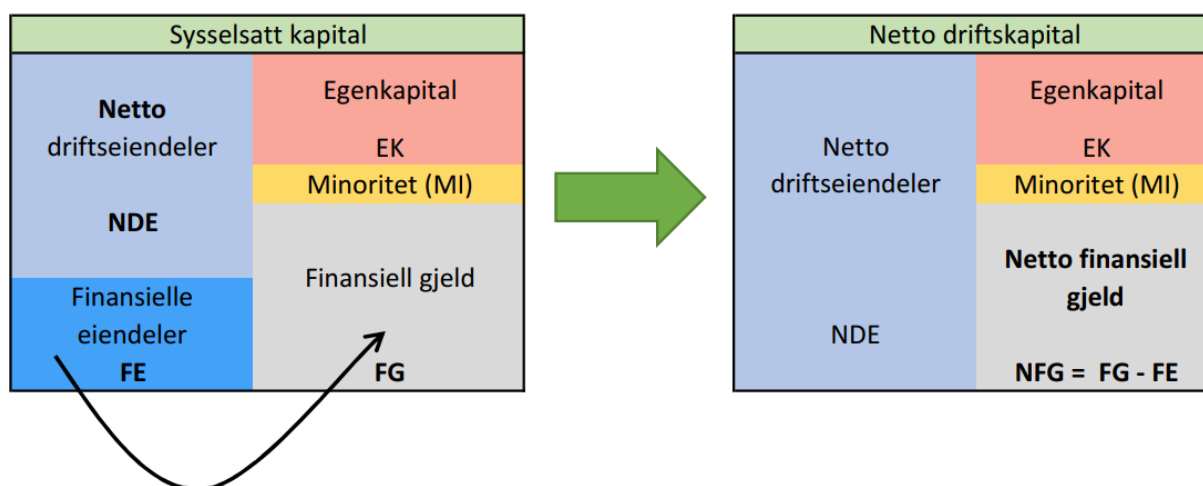 Sysselsatt kapital
Netto
driftseiendeler
NDE
Finansielle
eiendeler
FE
Egenkapital
EK
Minoritet (MI)
Finansiell gjeld
FG
Netto driftskapital
Netto
driftseiendeler
NDE
Egenkapital
EK
Minoritet (MI)
Netto finansiell
gjeld
NFG = FG - FE